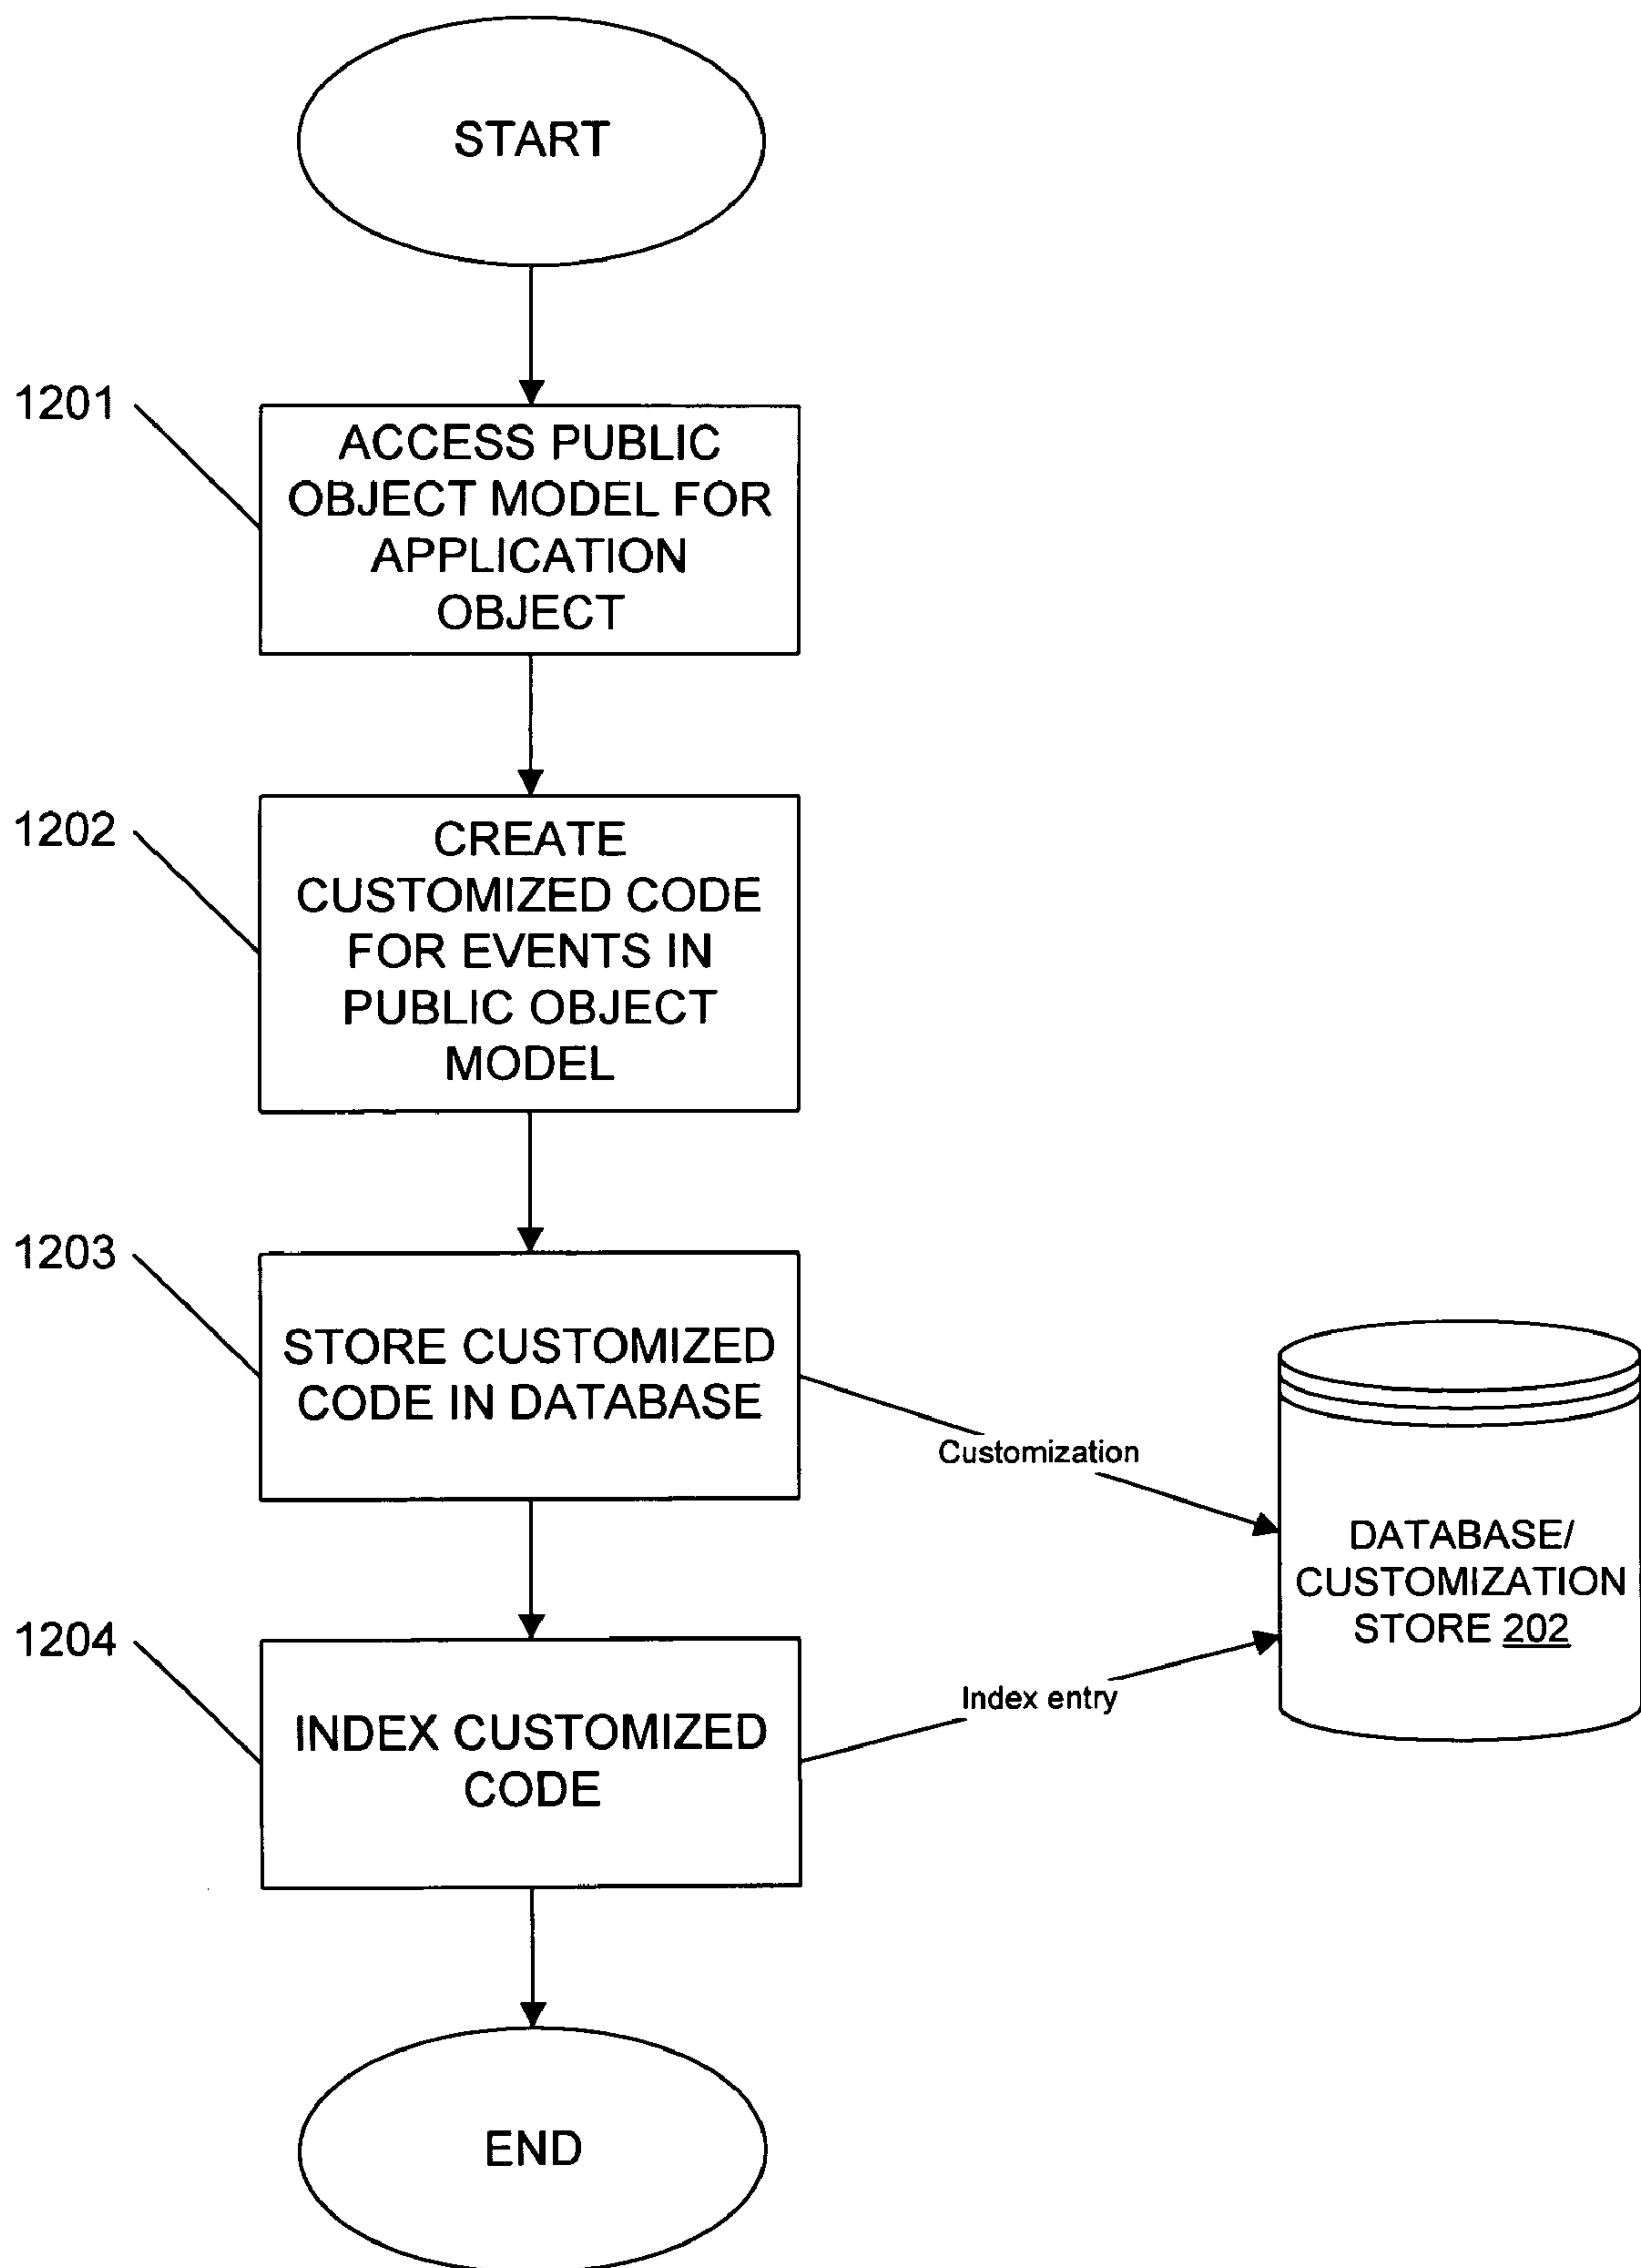 START
1201
ACCESS PUBLIC
OBJECT MODEL FOR
APPLICATION
OBJECT
1202
CREATE
CUSTOMIZED CODE
FOR EVENTS IN
PUBLIC OBJECT
MODEL
1203
STORE CUSTOMIZED
CODE IN DATABASE
Customization
DATABASE/
CUSTOMIZATION
STORE 202
1204
INDEX CUSTOMIZED
CODE
Index entry
END